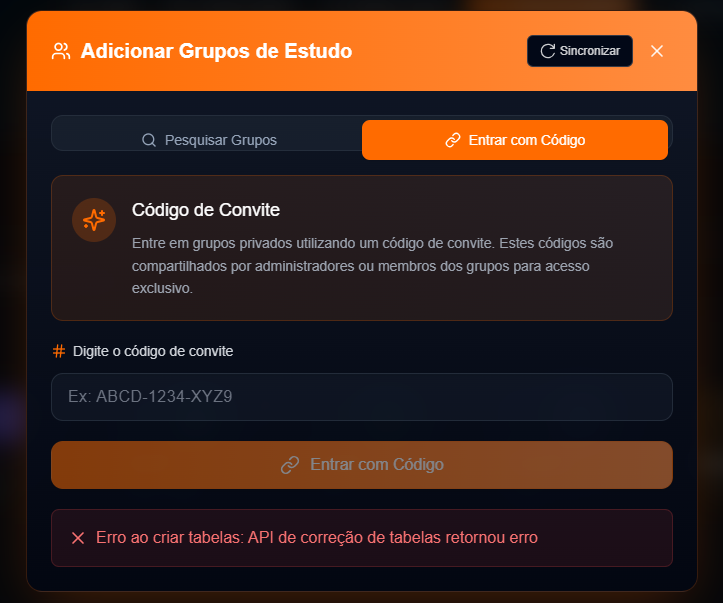 Adicionar Grupos de Estudo
Sincronizar
Pesquisar Grupos
Entrar com Código
Código de Convite
Entre em grupos privados utilizando um código de convite. Estes códigos são
compartilhados por administradores ou membros dos grupos para acesso
exclusivo.
# Digite o código de convite
Ex: ABCD-1234-XYZ9
Entrar com Código
Erro ao criar tabelas: API de correção de tabelas retornou erro